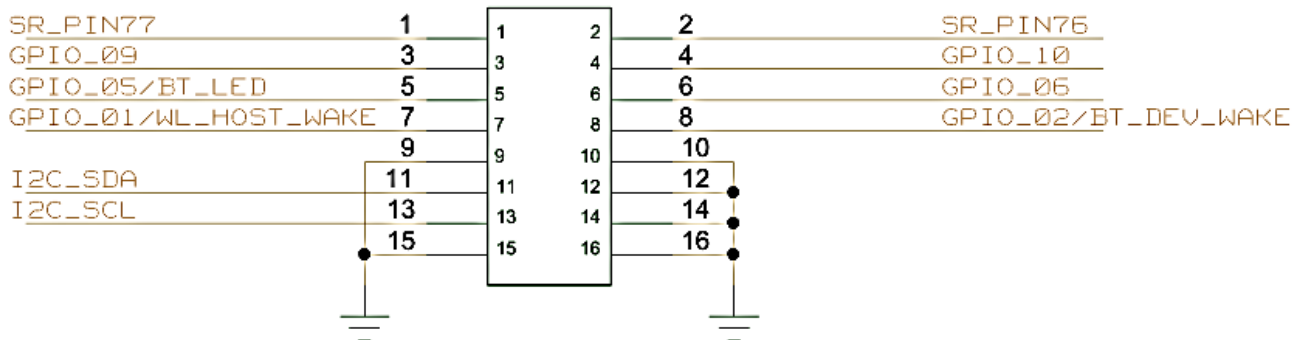 SR_PIN77 1 1 2 2 SR_PIN76
GPIO_09 3 3 4 4 GPIO_10
GPIO_05/BT_LED 5 5 6 6 GPIO_06
GPIO_01/WL_HOST_WAKE 7 7 8 8 GPIO_02/BT_DEV_WAKE
9 9 10 10
I2C_SDA 11 11 12 12
I2C_SCL 13 13 14 14
15 15 16 16